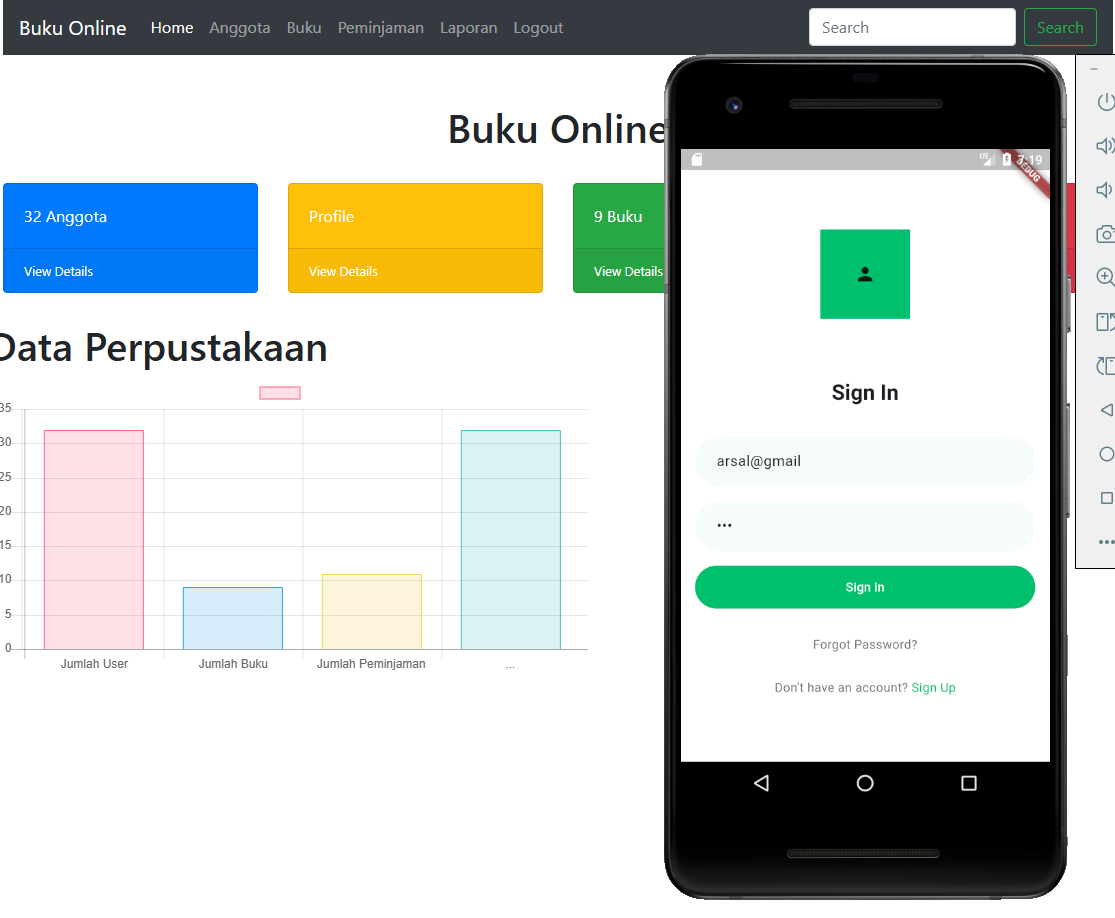 Buku Online Home Anggota Buku Peminjaman Laporan Logout Search Search
Buku Online
32 Anggota
View Details
Profile
View Details
9 Buku
View Details
Data Perpustakaan
35
30
25
20
15
10
5
0
Jumlah User Jumlah Buku Jumlah Peminjaman ...
LTE 7:19
DEBUG
Sign In
arsal@gmail
•••
Sign in
Forgot Password?
Don't have an account? Sign Up